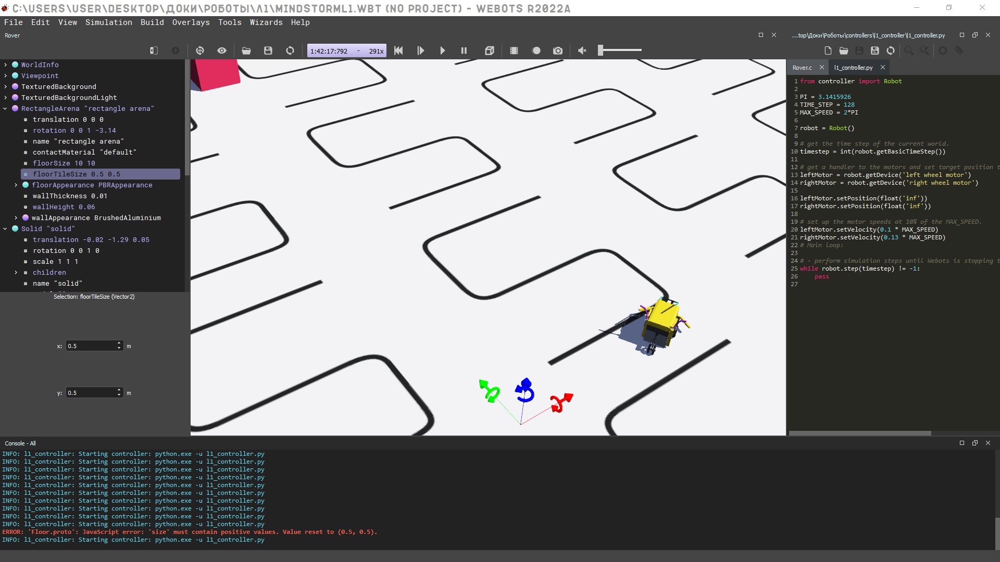 C:\USERS\USER\DESKTOP\ДОКИ\РОБОТЫ\Л1\MINDSTORML1.WBT (NO PROJECT) - WEBOTS R2022A
File Edit View Simulation Build Overlays Tools Wizards Help
Rover
1:42:17:792 - 291x
WorldInfo
Viewpoint
TexturedBackground
TexturedBackgroundLight
RectangleArena "rectangle arena"
translation 0 0 0
rotation 0 0 1 -3.14
name "rectangle arena"
contactMaterial "default"
floorSize 10 10
floorTileSize 0.5 0.5
floorAppearance PBRAppearance
wallThickness 0.01
wallHeight 0.06
wallAppearance BrushedAluminium
Solid "solid"
translation -0.02 -1.29 0.05
rotation 0 0 1 0
scale 1 1 1
children
name "solid"
Selection: floorTileSize (Vector2)
x: 0.5 m
y: 0.5 m
...top\Доки\Роботы\controllers\l1_controller\l1_controller.py
Rover.c l1_controller.py
1 from controller import Robot
2
3 PI = 3.1415926
4 TIME_STEP = 128
5 MAX_SPEED = 2*PI
6
7 robot = Robot()
8
9 # get the time step of the current world.
10 timestep = int(robot.getBasicTimeStep())
11
12 # get a handler to the motors and set target position t
13 leftMotor = robot.getDevice('left wheel motor')
14 rightMotor = robot.getDevice('right wheel motor')
15
16 leftMotor.setPosition(float('inf'))
17 rightMotor.setPosition(float('inf'))
18
19 # set up the motor speeds at 10% of the MAX_SPEED.
20 leftMotor.setVelocity(0.1 * MAX_SPEED)
21 rightMotor.setVelocity(0.13 * MAX_SPEED)
22 # Main loop:
23
24 # - perform simulation steps until Webots is stopping t
25 while robot.step(timestep) != -1:
26 pass
27
Console - All
INFO: l1_controller: Starting controller: python.exe -u l1_controller.py
INFO: l1_controller: Starting controller: python.exe -u l1_controller.py
INFO: l1_controller: Starting controller: python.exe -u l1_controller.py
INFO: l1_controller: Starting controller: python.exe -u l1_controller.py
INFO: l1_controller: Starting controller: python.exe -u l1_controller.py
INFO: l1_controller: Starting controller: python.exe -u l1_controller.py
INFO: l1_controller: Starting controller: python.exe -u l1_controller.py
INFO: l1_controller: Starting controller: python.exe -u l1_controller.py
INFO: l1_controller: Starting controller: python.exe -u l1_controller.py
INFO: l1_controller: Starting controller: python.exe -u l1_controller.py
ERROR: 'Floor.proto': JavaScript error: 'size' must contain positive values. Value reset to (0.5, 0.5).
INFO: l1_controller: Starting controller: python.exe -u l1_controller.py